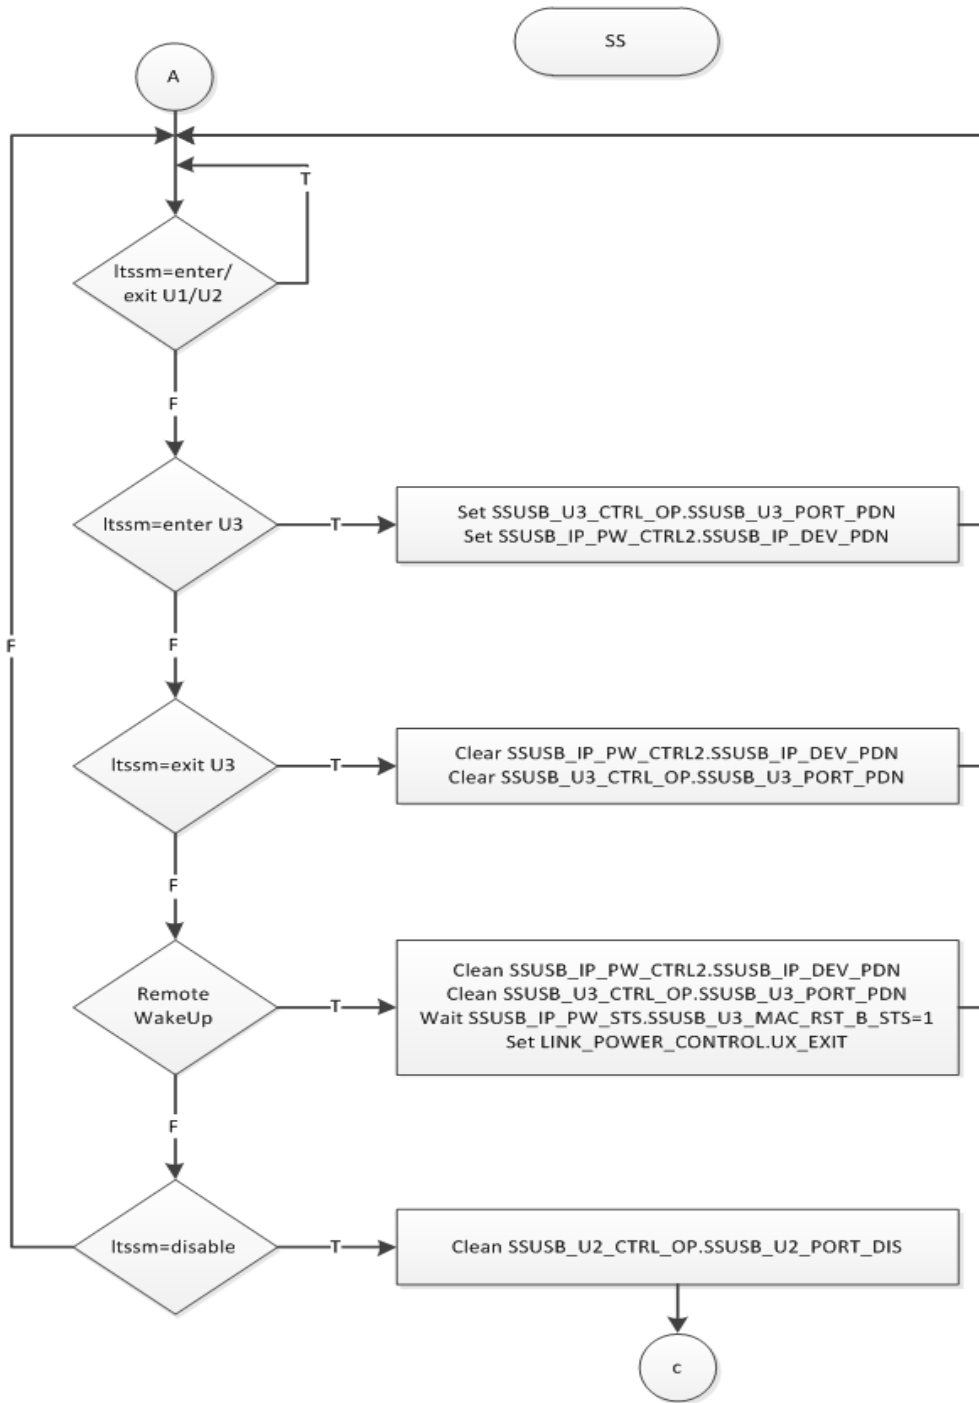 SS
A
T
ltssm=enter/
exit U1/U2
F
ltssm=enter U3
T
Set SSUSB_U3_CTRL_OP.SSUSB_U3_PORT_PDN
Set SSUSB_IP_PW_CTRL2.SSUSB_IP_DEV_PDN
F
F
ltssm=exit U3
T
Clear SSUSB_IP_PW_CTRL2.SSUSB_IP_DEV_PDN
Clear SSUSB_U3_CTRL_OP.SSUSB_U3_PORT_PDN
F
Remote
WakeUp
T
Clean SSUSB_IP_PW_CTRL2.SSUSB_IP_DEV_PDN
Clean SSUSB_U3_CTRL_OP.SSUSB_U3_PORT_PDN
Wait SSUSB_IP_PW_STS.SSUSB_U3_MAC_RST_B_STS=1
Set LINK_POWER_CONTROL.UX_EXIT
F
ltssm=disable
T
Clean SSUSB_U2_CTRL_OP.SSUSB_U2_PORT_DIS
c